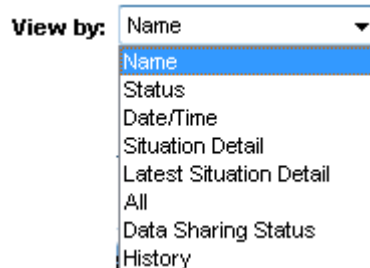 View by: Name
Name
Status
Date/Time
Situation Detail
Latest Situation Detail
All
Data Sharing Status
History